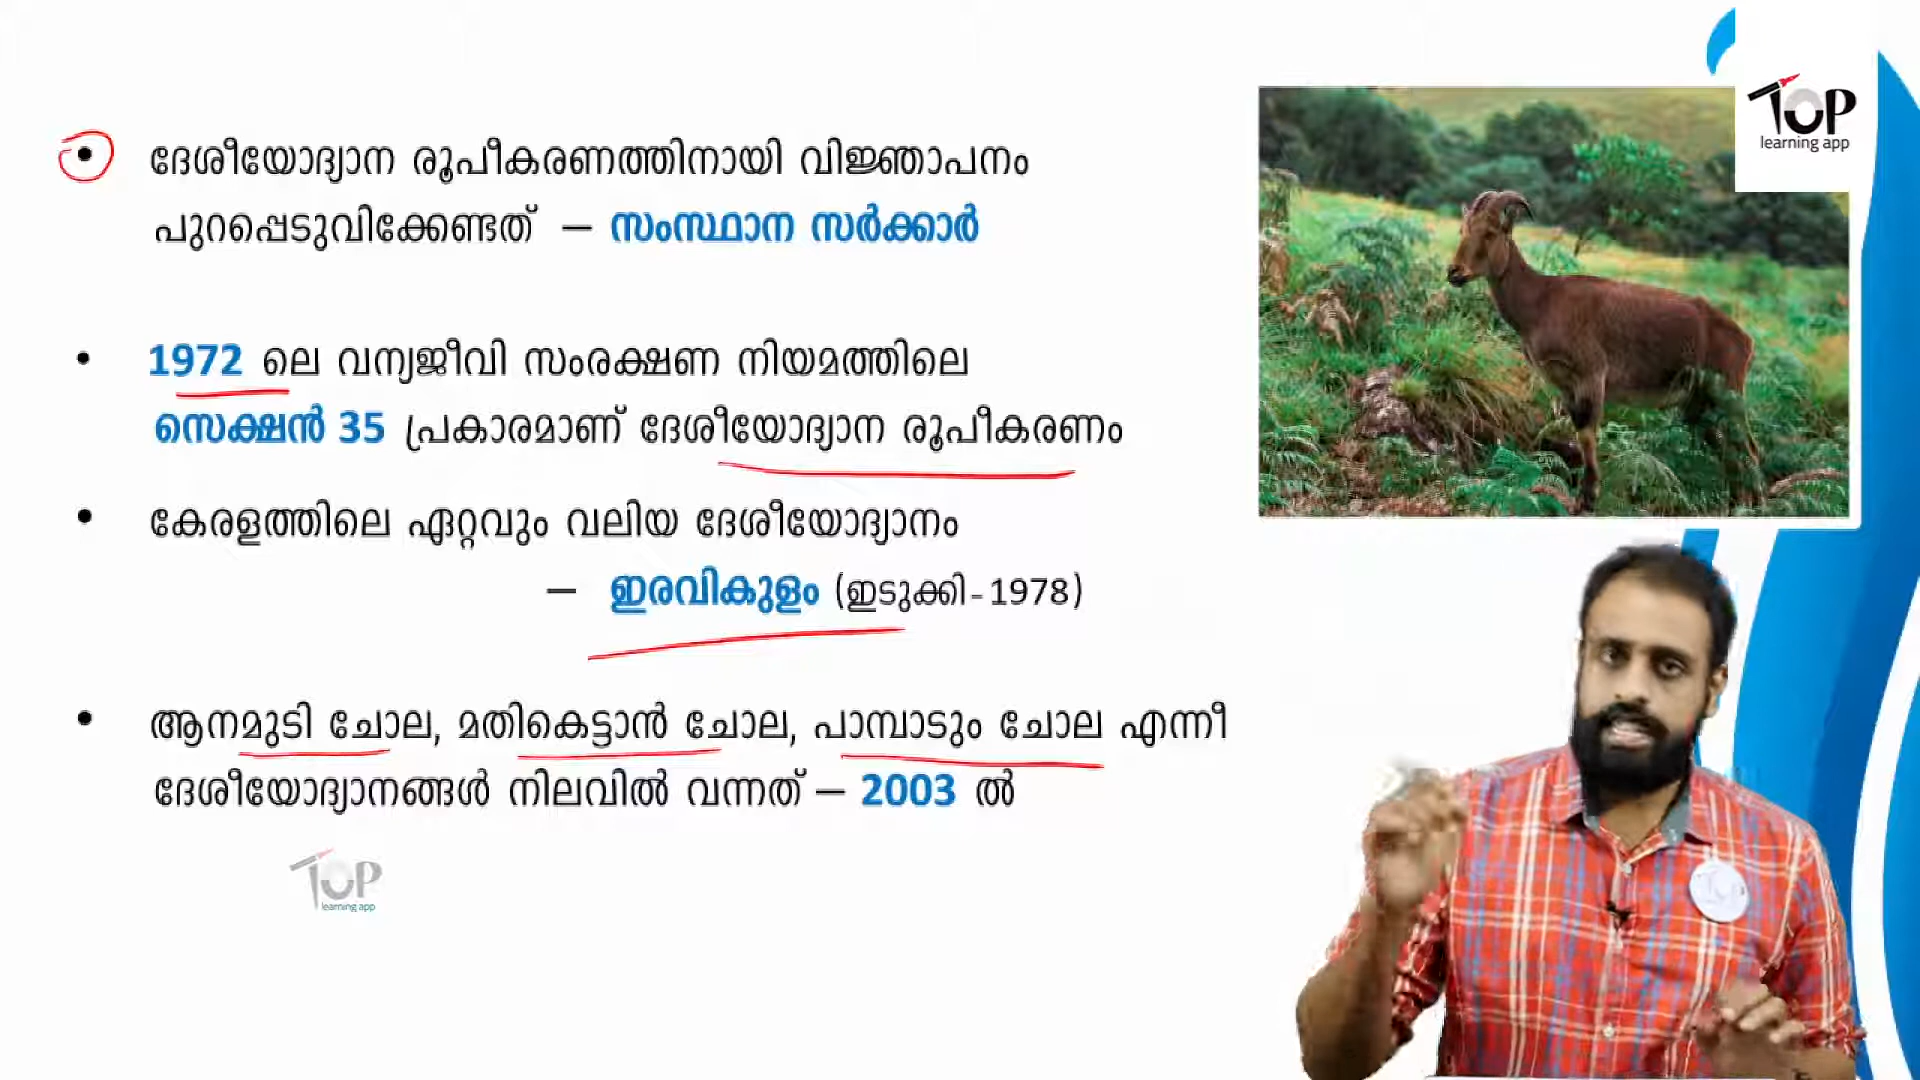 ദേശീയോദ്യാന രൂപീകരണത്തിനായി വിജ്ഞാപനം
പുറപ്പെടുവിക്കേണ്ടത് – സംസ്ഥാന സർക്കാർ
1972 ലെ വന്യജീവി സംരക്ഷണ നിയമത്തിലെ
സെക്ഷൻ 35 പ്രകാരമാണ് ദേശീയോദ്യാന രൂപീകരണം
കേരളത്തിലെ ഏറ്റവും വലിയ ദേശീയോദ്യാനം
– ഇരവികുളം (ഇടുക്കി-1978)
ആനമുടി ചോല, മതികെട്ടാൻ ചോല, പാമ്പാടും ചോല എന്നീ
ദേശീയോദ്യാനങ്ങൾ നിലവിൽ വന്നത് – 2003 ൽ
TOP
learning app
TOP
learning app
TOP